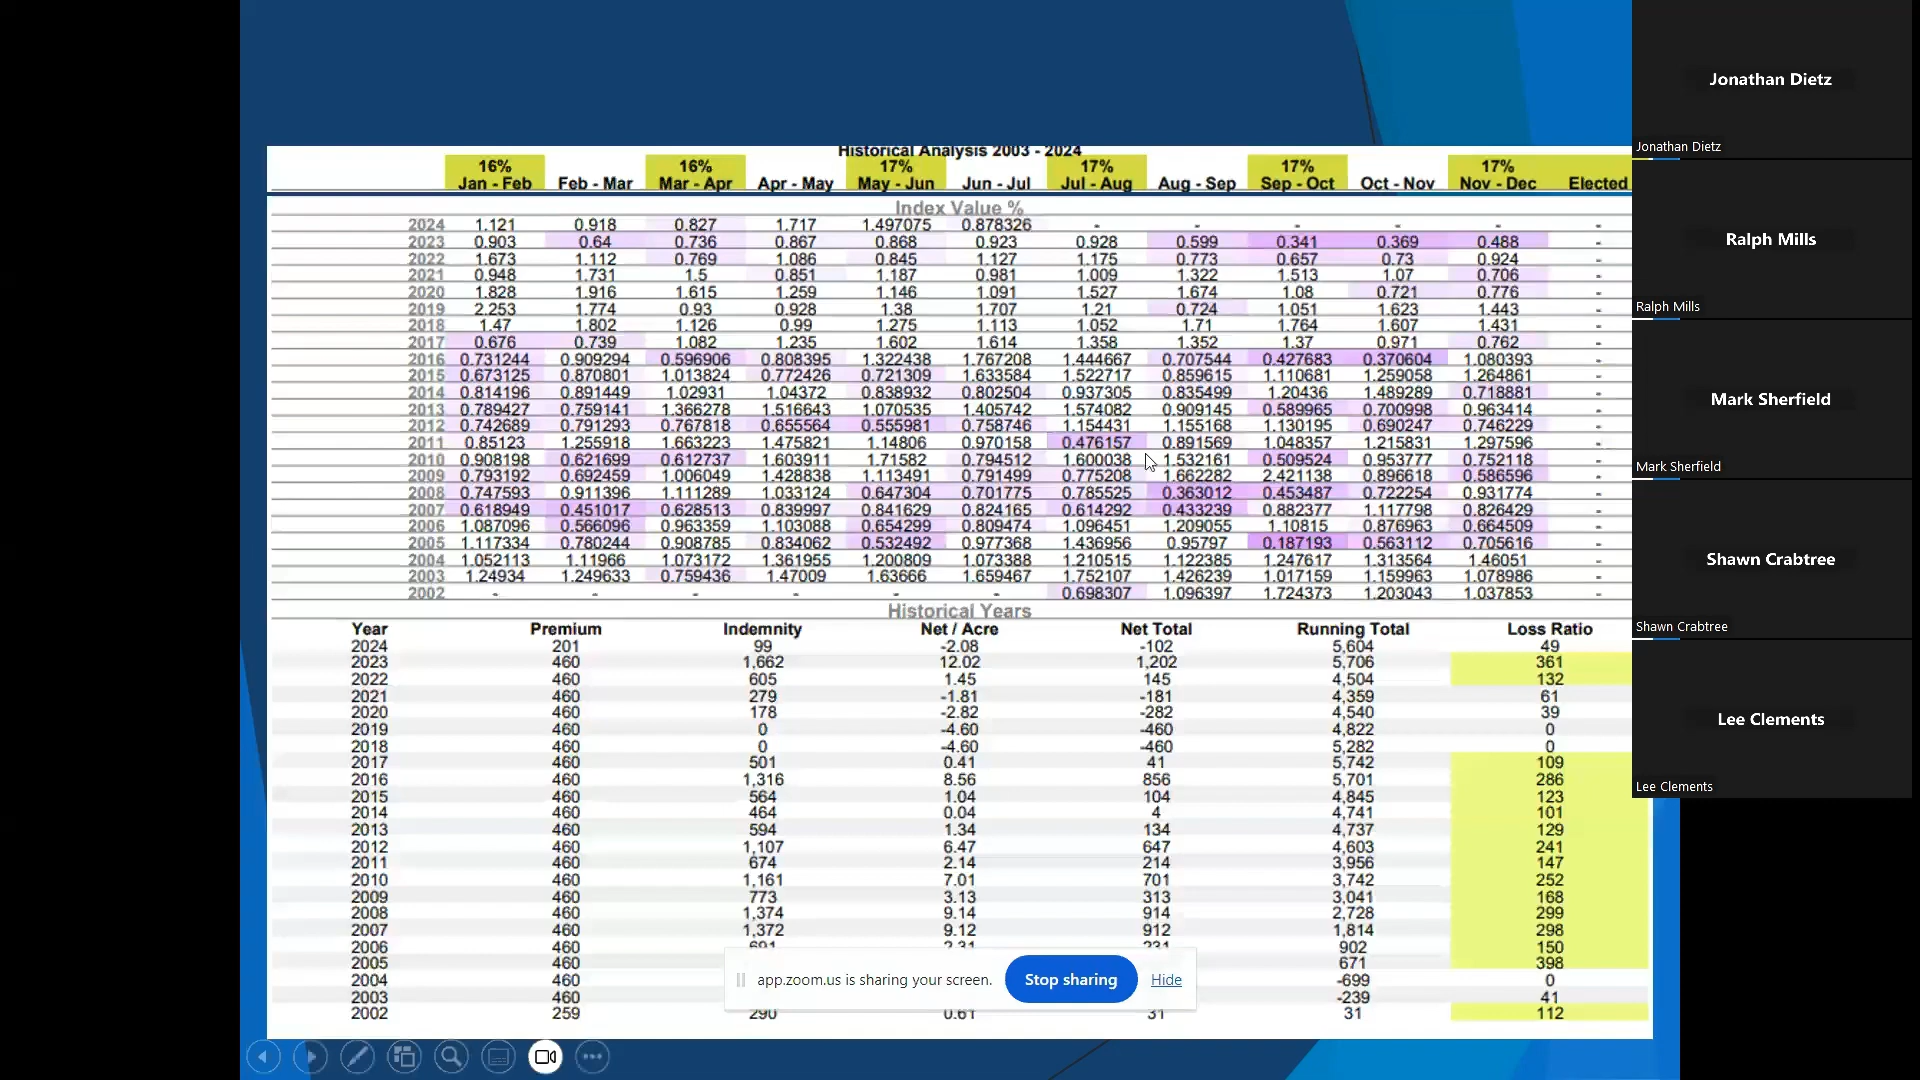 Historical Analysis 2003 - 2024
16% 16% 17% 17% 17% 17%
Jan - Feb Feb - Mar Mar - Apr Apr - May May - Jun Jun - Jul Jul - Aug Aug - Sep Sep - Oct Oct - Nov Nov - Dec Elected
Index Value %
2024 1.121 0.918 0.827 1.717 1.497075 0.878326 - - - - - -
2023 0.903 0.64 0.736 0.867 0.868 0.923 0.928 0.599 0.341 0.369 0.488 -
2022 1.673 1.112 0.769 1.086 0.845 1.127 1.175 0.773 0.657 0.73 0.924 -
2021 0.948 1.731 1.5 0.851 1.187 0.981 1.009 1.322 1.513 1.07 0.706 -
2020 1.828 1.916 1.615 1.259 1.146 1.091 1.527 1.674 1.08 0.721 0.776 -
2019 2.253 1.774 0.93 0.928 1.38 1.707 1.21 0.724 1.051 1.623 1.443 -
2018 1.47 1.802 1.126 0.99 1.275 1.113 1.052 1.71 1.764 1.607 1.431 -
2017 0.676 0.739 1.082 1.235 1.602 1.614 1.358 1.352 1.37 0.971 0.762 -
2016 0.731244 0.909294 0.596906 0.808395 1.322438 1.767208 1.444667 0.707544 0.427683 0.370604 1.080393 -
2015 0.673125 0.870801 1.013824 0.772426 0.721309 1.633584 1.522717 0.859615 1.110681 1.259058 1.264861 -
2014 0.814196 0.891449 1.02931 1.04372 0.838932 0.802504 0.937305 0.835499 1.20436 1.489289 0.718881 -
2013 0.789427 0.759141 1.366278 1.516643 1.070535 1.405742 1.574082 0.909145 0.589965 0.700998 0.963414 -
2012 0.742689 0.791293 0.767818 0.655564 0.555981 0.758746 1.154431 1.155168 1.130195 0.690247 0.746229 -
2011 0.85123 1.255918 1.663223 1.475821 1.14806 0.970158 0.476157 0.891569 1.048357 1.215831 1.297596 -
2010 0.908198 0.621699 0.612737 1.603911 1.71582 0.794512 1.600038 1.532161 0.509524 0.953777 0.752118 -
2009 0.793192 0.692459 1.006049 1.428838 1.113491 0.791499 0.775208 1.662282 2.421138 0.896618 0.586596 -
2008 0.747593 0.911396 1.111289 1.033124 0.647304 0.701775 0.785525 0.363012 0.453487 0.722254 0.931774 -
2007 0.618949 0.451017 0.628513 0.839997 0.841629 0.824165 0.614292 0.433239 0.882377 1.117798 0.826429 -
2006 1.087096 0.566096 0.963359 1.103088 0.654299 0.809474 1.096451 1.209055 1.10815 0.876963 0.664509 -
2005 1.117334 0.780244 0.908785 0.834062 0.532492 0.977368 1.436956 0.95797 0.187193 0.563112 0.705616 -
2004 1.052113 1.11966 1.073172 1.361955 1.200809 1.073388 1.210515 1.122385 1.247617 1.313564 1.46051 -
2003 1.24934 1.249633 0.759436 1.47009 1.63666 1.659467 1.752107 1.426239 1.017159 1.159963 1.078986 -
2002 - - - - - - 0.698307 1.096397 1.724373 1.203043 1.037853 -
Historical Years
Year Premium Indemnity Net / Acre Net Total Running Total Loss Ratio
2024 201 99 -2.08 -102 5,604 49
2023 460 1,662 12.02 1,202 5,706 361
2022 460 605 1.45 145 4,504 132
2021 460 279 -1.81 -181 4,359 61
2020 460 178 -2.82 -282 4,540 39
2019 460 0 -4.60 -460 4,822 0
2018 460 0 -4.60 -460 5,282 0
2017 460 501 0.41 41 5,742 109
2016 460 1,316 8.56 856 5,701 286
2015 460 564 1.04 104 4,845 123
2014 460 464 0.04 4 4,741 101
2013 460 594 1.34 134 4,737 129
2012 460 1,107 6.47 647 4,603 241
2011 460 674 2.14 214 3,956 147
2010 460 1,161 7.01 701 3,742 252
2009 460 773 3.13 313 3,041 168
2008 460 1,374 9.14 914 2,728 299
2007 460 1,372 9.12 912 1,814 298
2006 460 691 2.31 231 902 150
2005 460 671 398
2004 460 -699 0
2003 460 -239 41
2002 259 290 0.61 31 31 112
app.zoom.us is sharing your screen. Stop sharing Hide
Jonathan Dietz
Jonathan Dietz
Ralph Mills
Ralph Mills
Mark Sherfield
Mark Sherfield
Shawn Crabtree
Shawn Crabtree
Lee Clements
Lee Clements